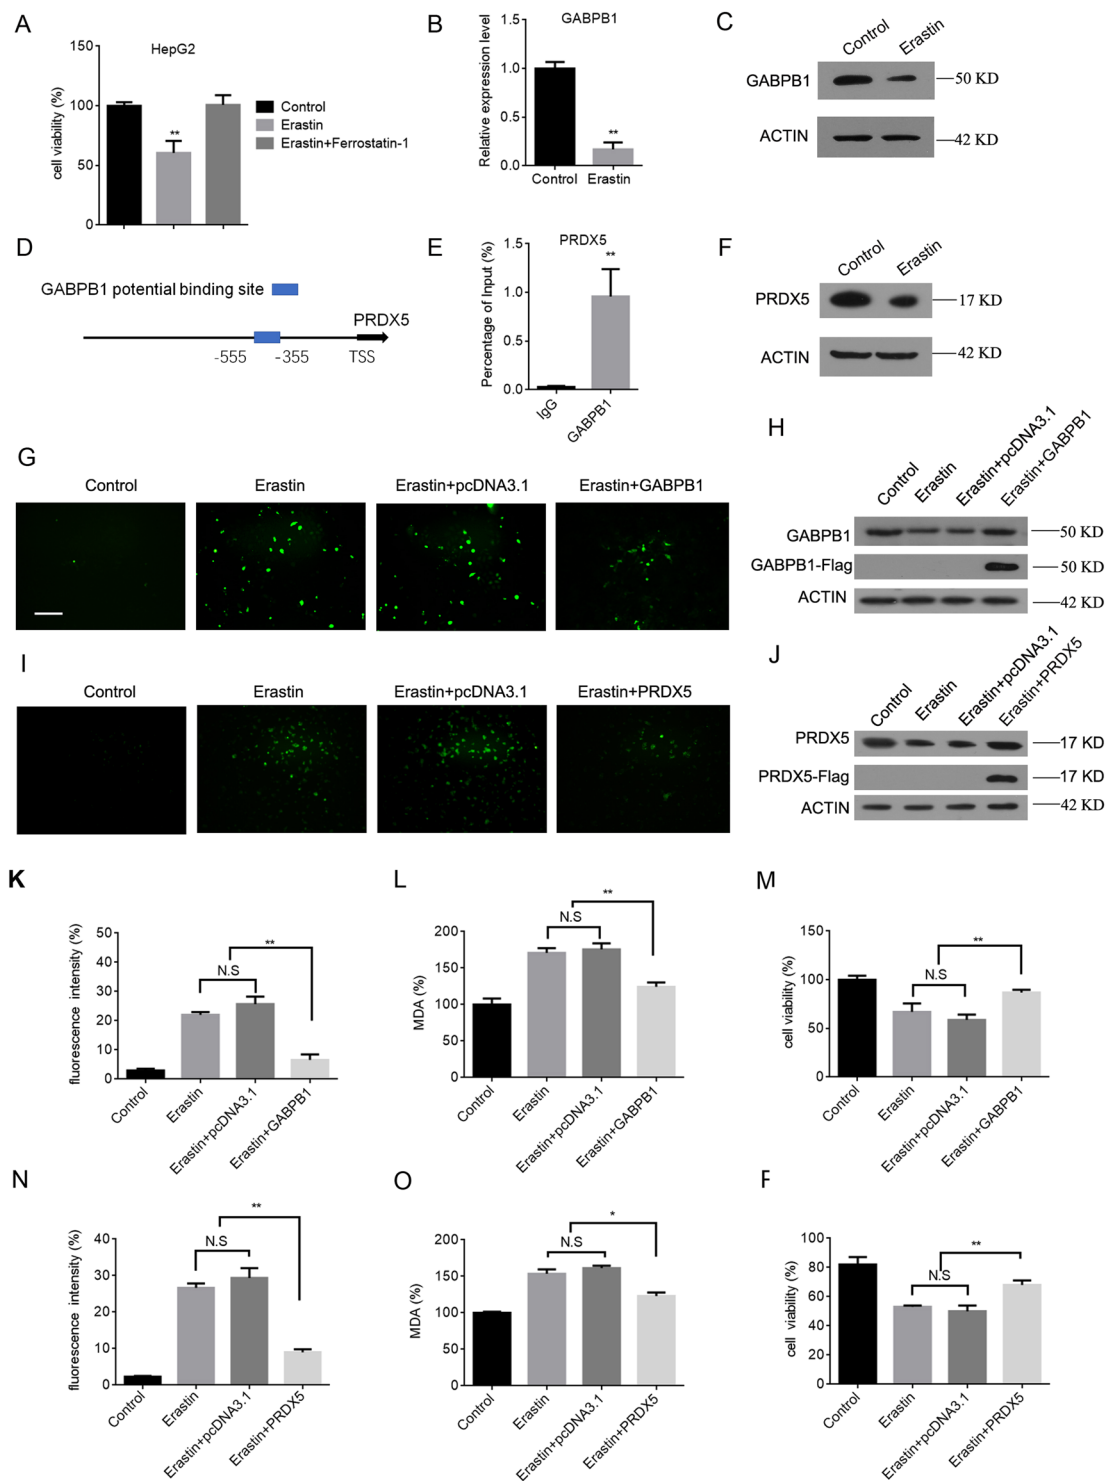 A
HepG2
cell viability (%)
150
100
50
0
**
Control
Erastin
Erastin+Ferrostatin-1
B
GABPB1
Relative expression level
1.5
1.0
0.5
0.0
**
Control
Erastin
C
Control
Erastin
GABPB1
50 KD
ACTIN
42 KD
D
GABPB1 potential binding site
PRDX5
-555
-355
TSS
E
PRDX5
Percentage of Input (%)
1.5
1.0
0.5
0.0
**
IgG
GABPB1
F
Control
Erastin
PRDX5
17 KD
ACTIN
42 KD
G
Control
Erastin
Erastin+pcDNA3.1
Erastin+GABPB1
H
Control
Erastin
Erastin+pcDNA3.1
Erastin+GABPB1
GABPB1
50 KD
GABPB1-Flag
50 KD
ACTIN
42 KD
I
Control
Erastin
Erastin+pcDNA3.1
Erastin+PRDX5
J
Control
Erastin
Erastin+pcDNA3.1
Erastin+PRDX5
PRDX5
17 KD
PRDX5-Flag
17 KD
ACTIN
42 KD
K
fluorescence intensity (%)
50
40
30
20
10
0
N.S
**
Control
Erastin
Erastin+pcDNA3.1
Erastin+GABPB1
L
MDA (%)
200
150
100
50
0
N.S
**
Control
Erastin
Erastin+pcDNA3.1
Erastin+GABPB1
M
cell viability (%)
150
100
50
0
N.S
**
Control
Erastin
Erastin+pcDNA3.1
Erastin+GABPB1
N
fluorescence intensity (%)
40
30
20
10
0
N.S
**
Control
Erastin
Erastin+pcDNA3.1
Erastin+PRDX5
O
MDA (%)
200
150
100
50
0
N.S
*
Control
Erastin
Erastin+pcDNA3.1
Erastin+PRDX5
cell viability (%)
100
80
60
40
20
0
N.S
**
Control
Erastin
Erastin+pcDNA3.1
Erastin+PRDX5